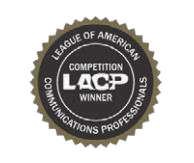 LEAGUE OF AMERICAN
COMPETITION
LACP
WINNER
COMMUNICATIONS PROFESSIONALS